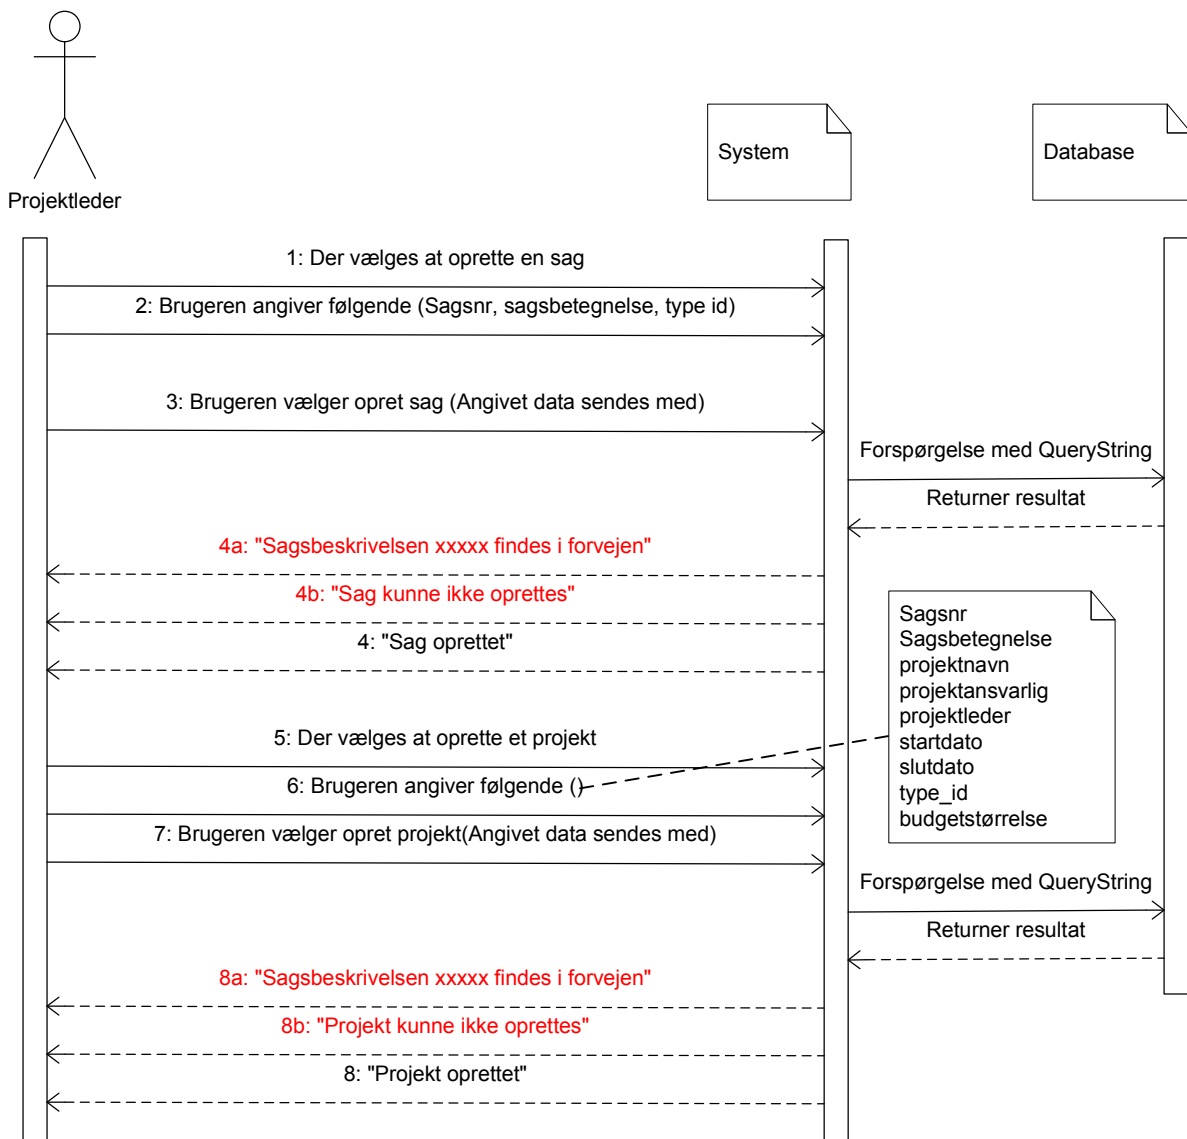 System
Database
Projektleder
1: Der vælges at oprette en sag
2: Brugeren angiver følgende (Sagsnr, sagsbetegnelse, type id)
3: Brugeren vælger opret sag (Angivet data sendes med)
Forspørgelse med QueryString
Returner resultat
4a: "Sagsbeskrivelsen xxxxx findes i forvejen"
4b: "Sag kunne ikke oprettes"
4: "Sag oprettet"
Sagsnr
Sagsbetegnelse
projektnavn
projektansvarlig
projektleder
startdato
slutdato
type_id
budgetstørrelse
5: Der vælges at oprette et projekt
6: Brugeren angiver følgende ()
7: Brugeren vælger opret projekt(Angivet data sendes med)
Forspørgelse med QueryString
Returner resultat
8a: "Sagsbeskrivelsen xxxxx findes i forvejen"
8b: "Projekt kunne ikke oprettes"
8: "Projekt oprettet"